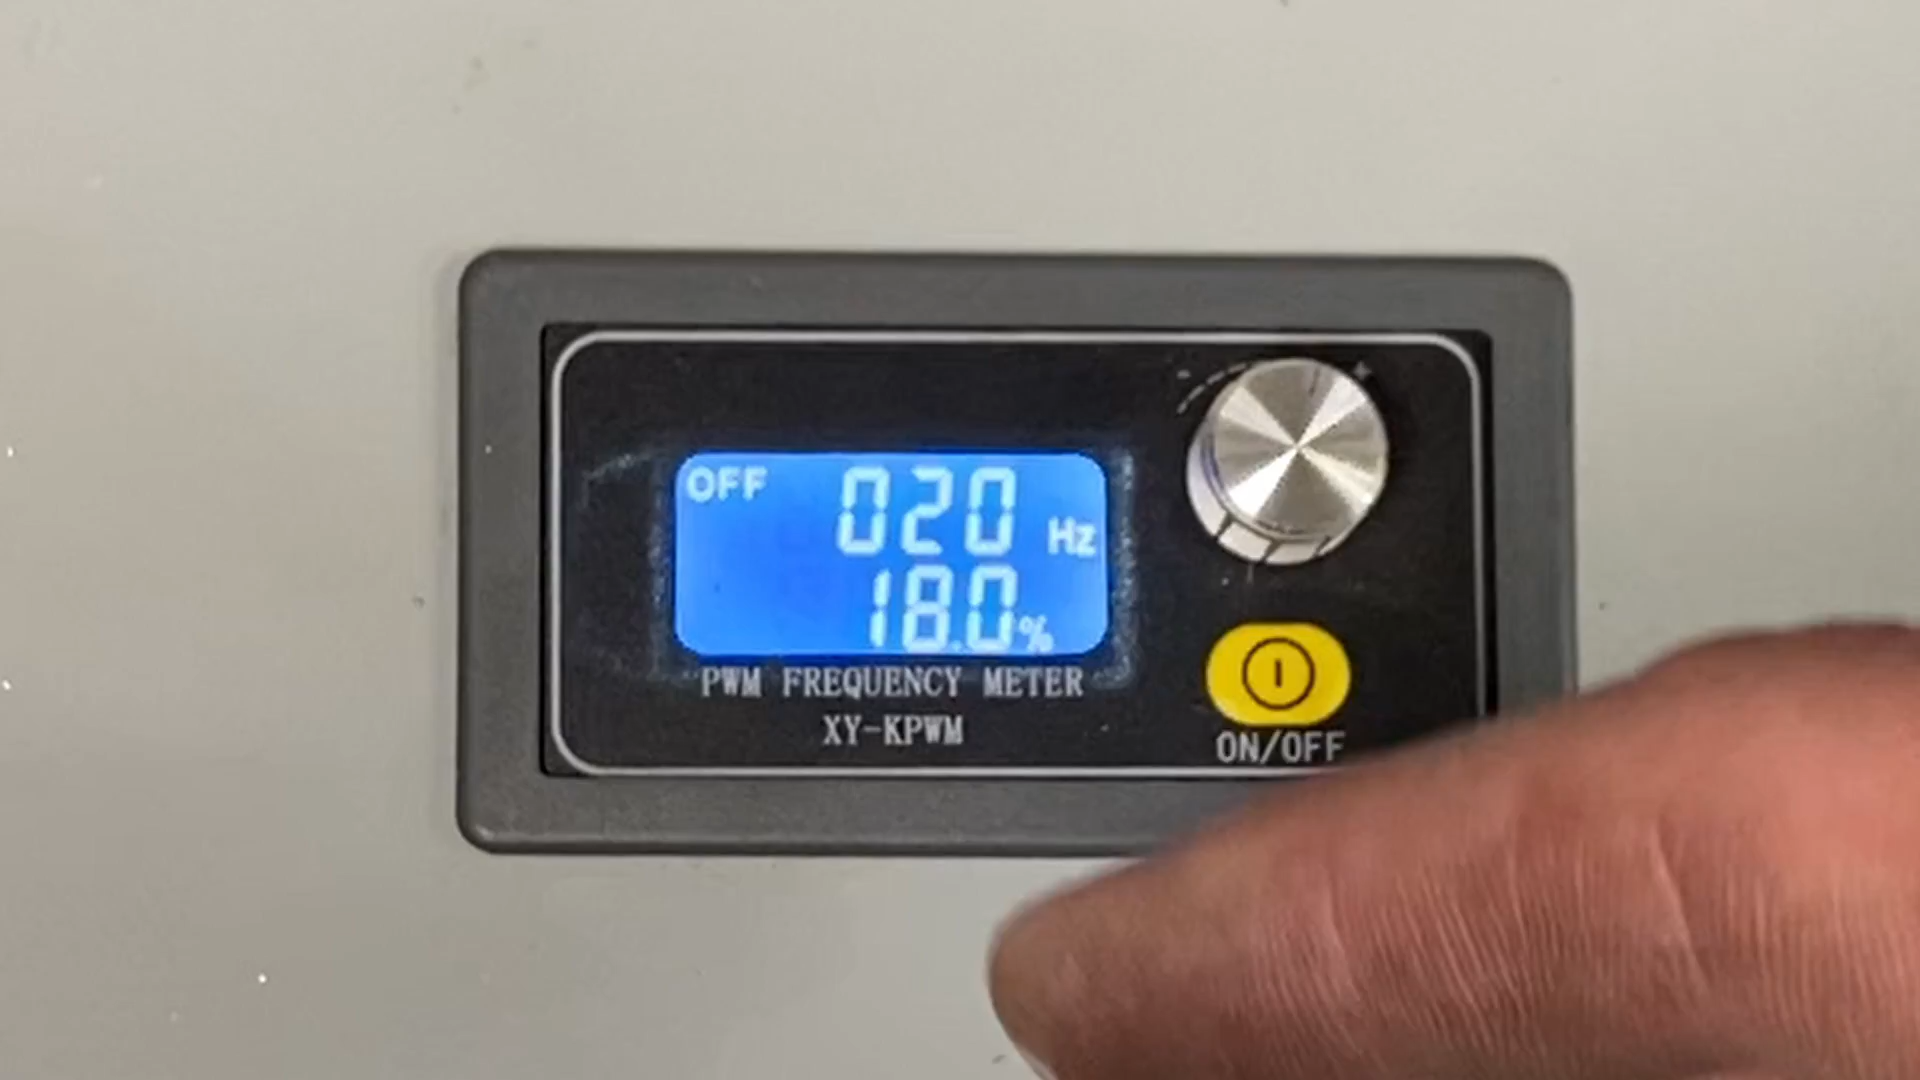 OFF 020 Hz
18.0%
PWM FREQUENCY METER
XY-KPWM
ON/OFF